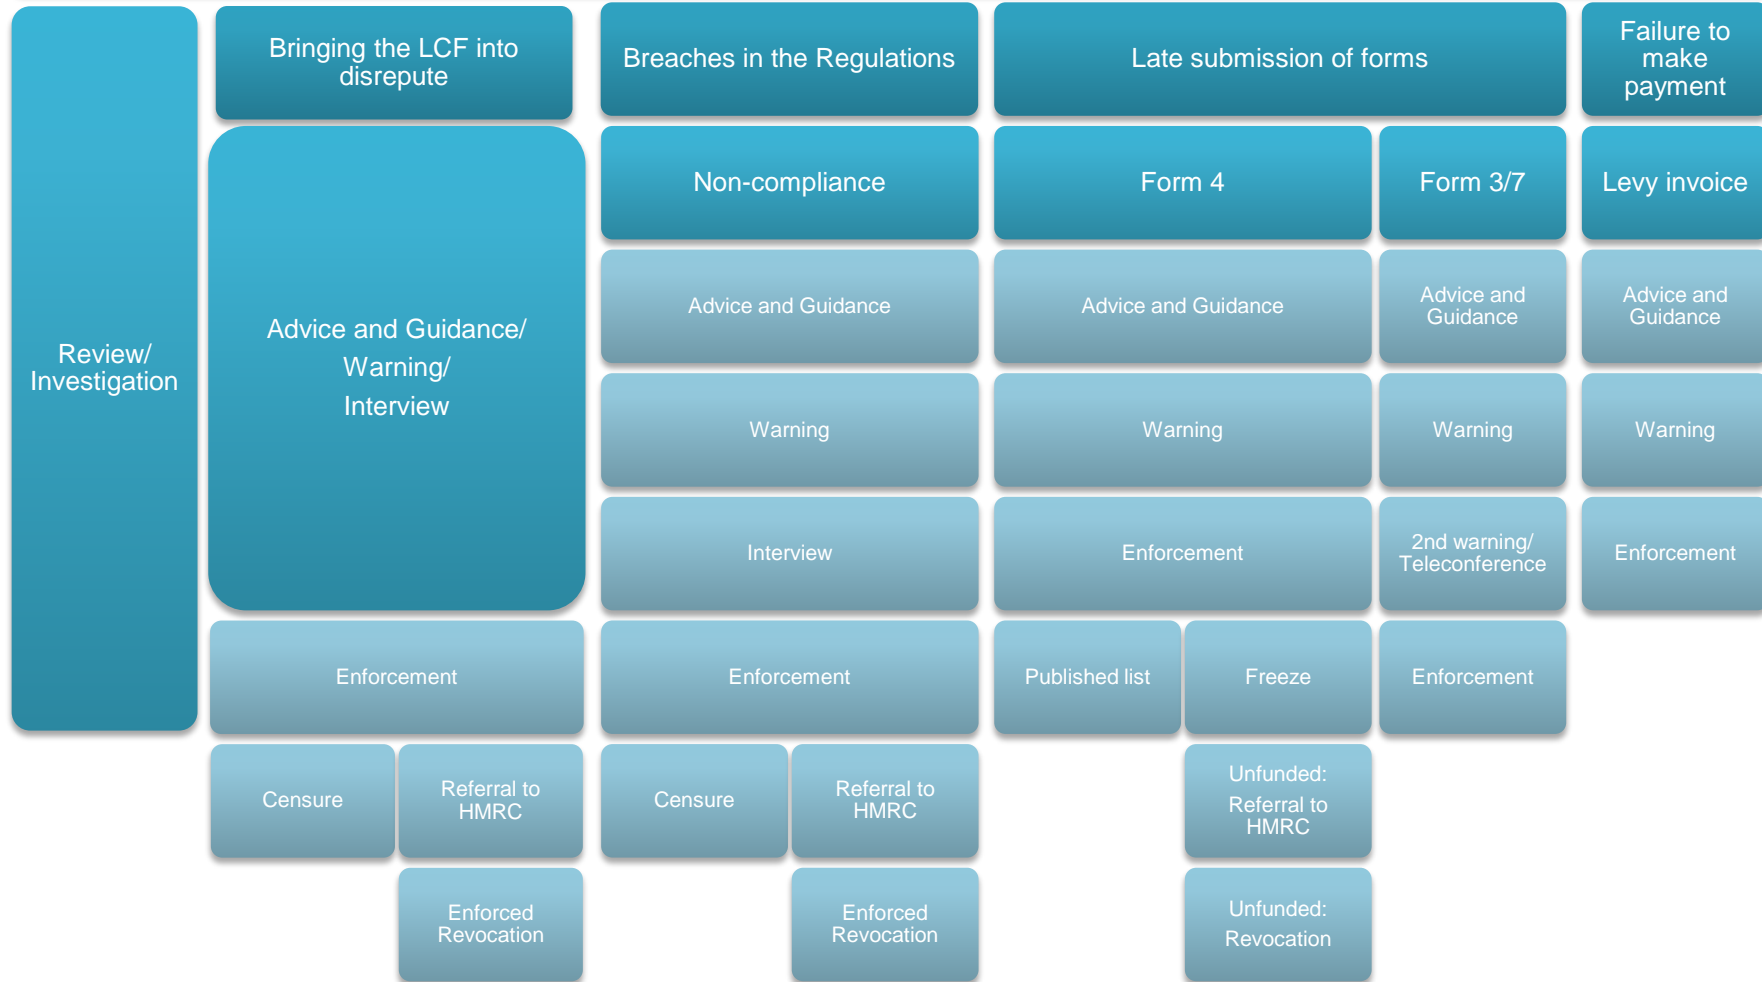 Review/
Investigation
Bringing the LCF into
disrepute
Breaches in the Regulations
Late submission of forms
Failure to
make
payment
Advice and Guidance/
Warning/
Interview
Non-compliance
Form 4
Form 3/7
Levy invoice
Advice and Guidance
Advice and Guidance
Advice and
Guidance
Advice and
Guidance
Warning
Warning
Warning
Warning
Interview
Enforcement
2nd warning/
Teleconference
Enforcement
Enforcement
Enforcement
Published list
Freeze
Enforcement
Censure
Referral to
HMRC
Censure
Referral to
HMRC
Unfunded:
Referral to
HMRC
Enforced
Revocation
Enforced
Revocation
Unfunded:
Revocation